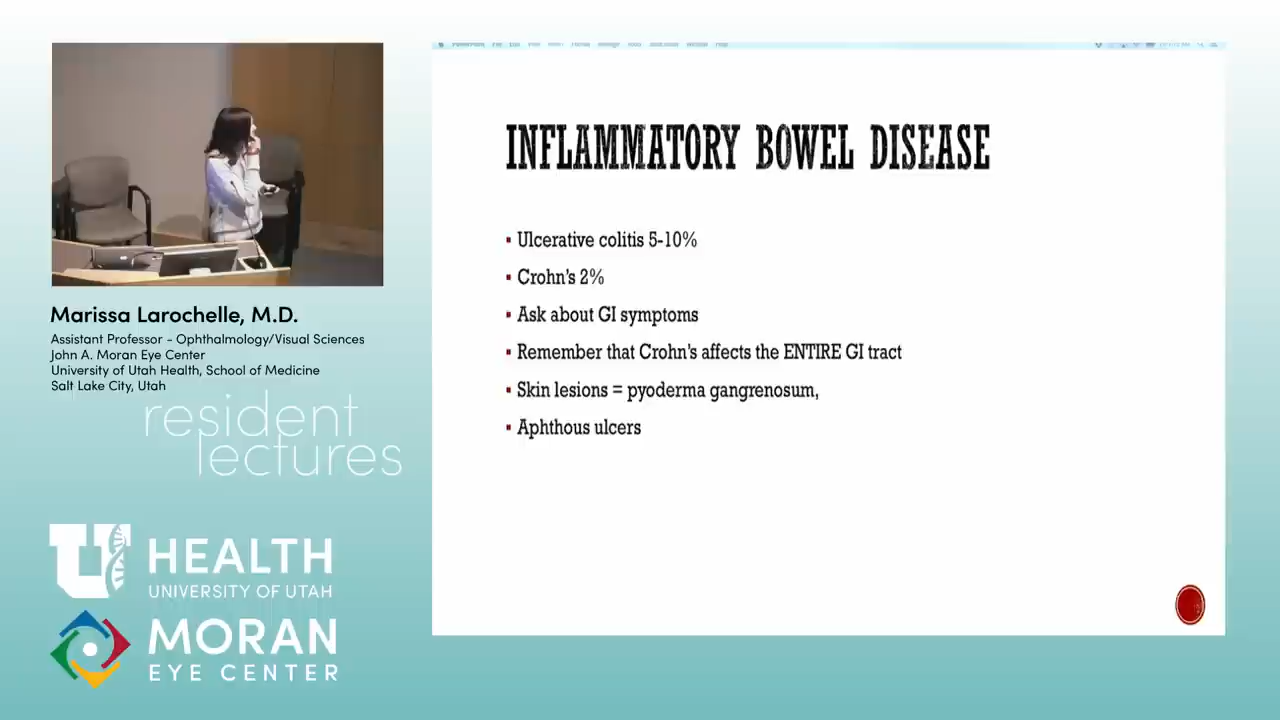 INFLAMMATORY BOWEL DISEASE
▪ Ulcerative colitis 5-10%
▪ Crohn's 2%
▪ Ask about GI symptoms
▪ Remember that Crohn's affects the ENTIRE GI tract
▪ Skin lesions = pyoderma gangrenosum,
▪ Aphthous ulcers
Marissa Larochelle, M.D.
Assistant Professor - Ophthalmology/Visual Sciences
John A. Moran Eye Center
University of Utah Health, School of Medicine
Salt Lake City, Utah
resident
lectures
U HEALTH
UNIVERSITY OF UTAH
MORAN
EYE CENTER